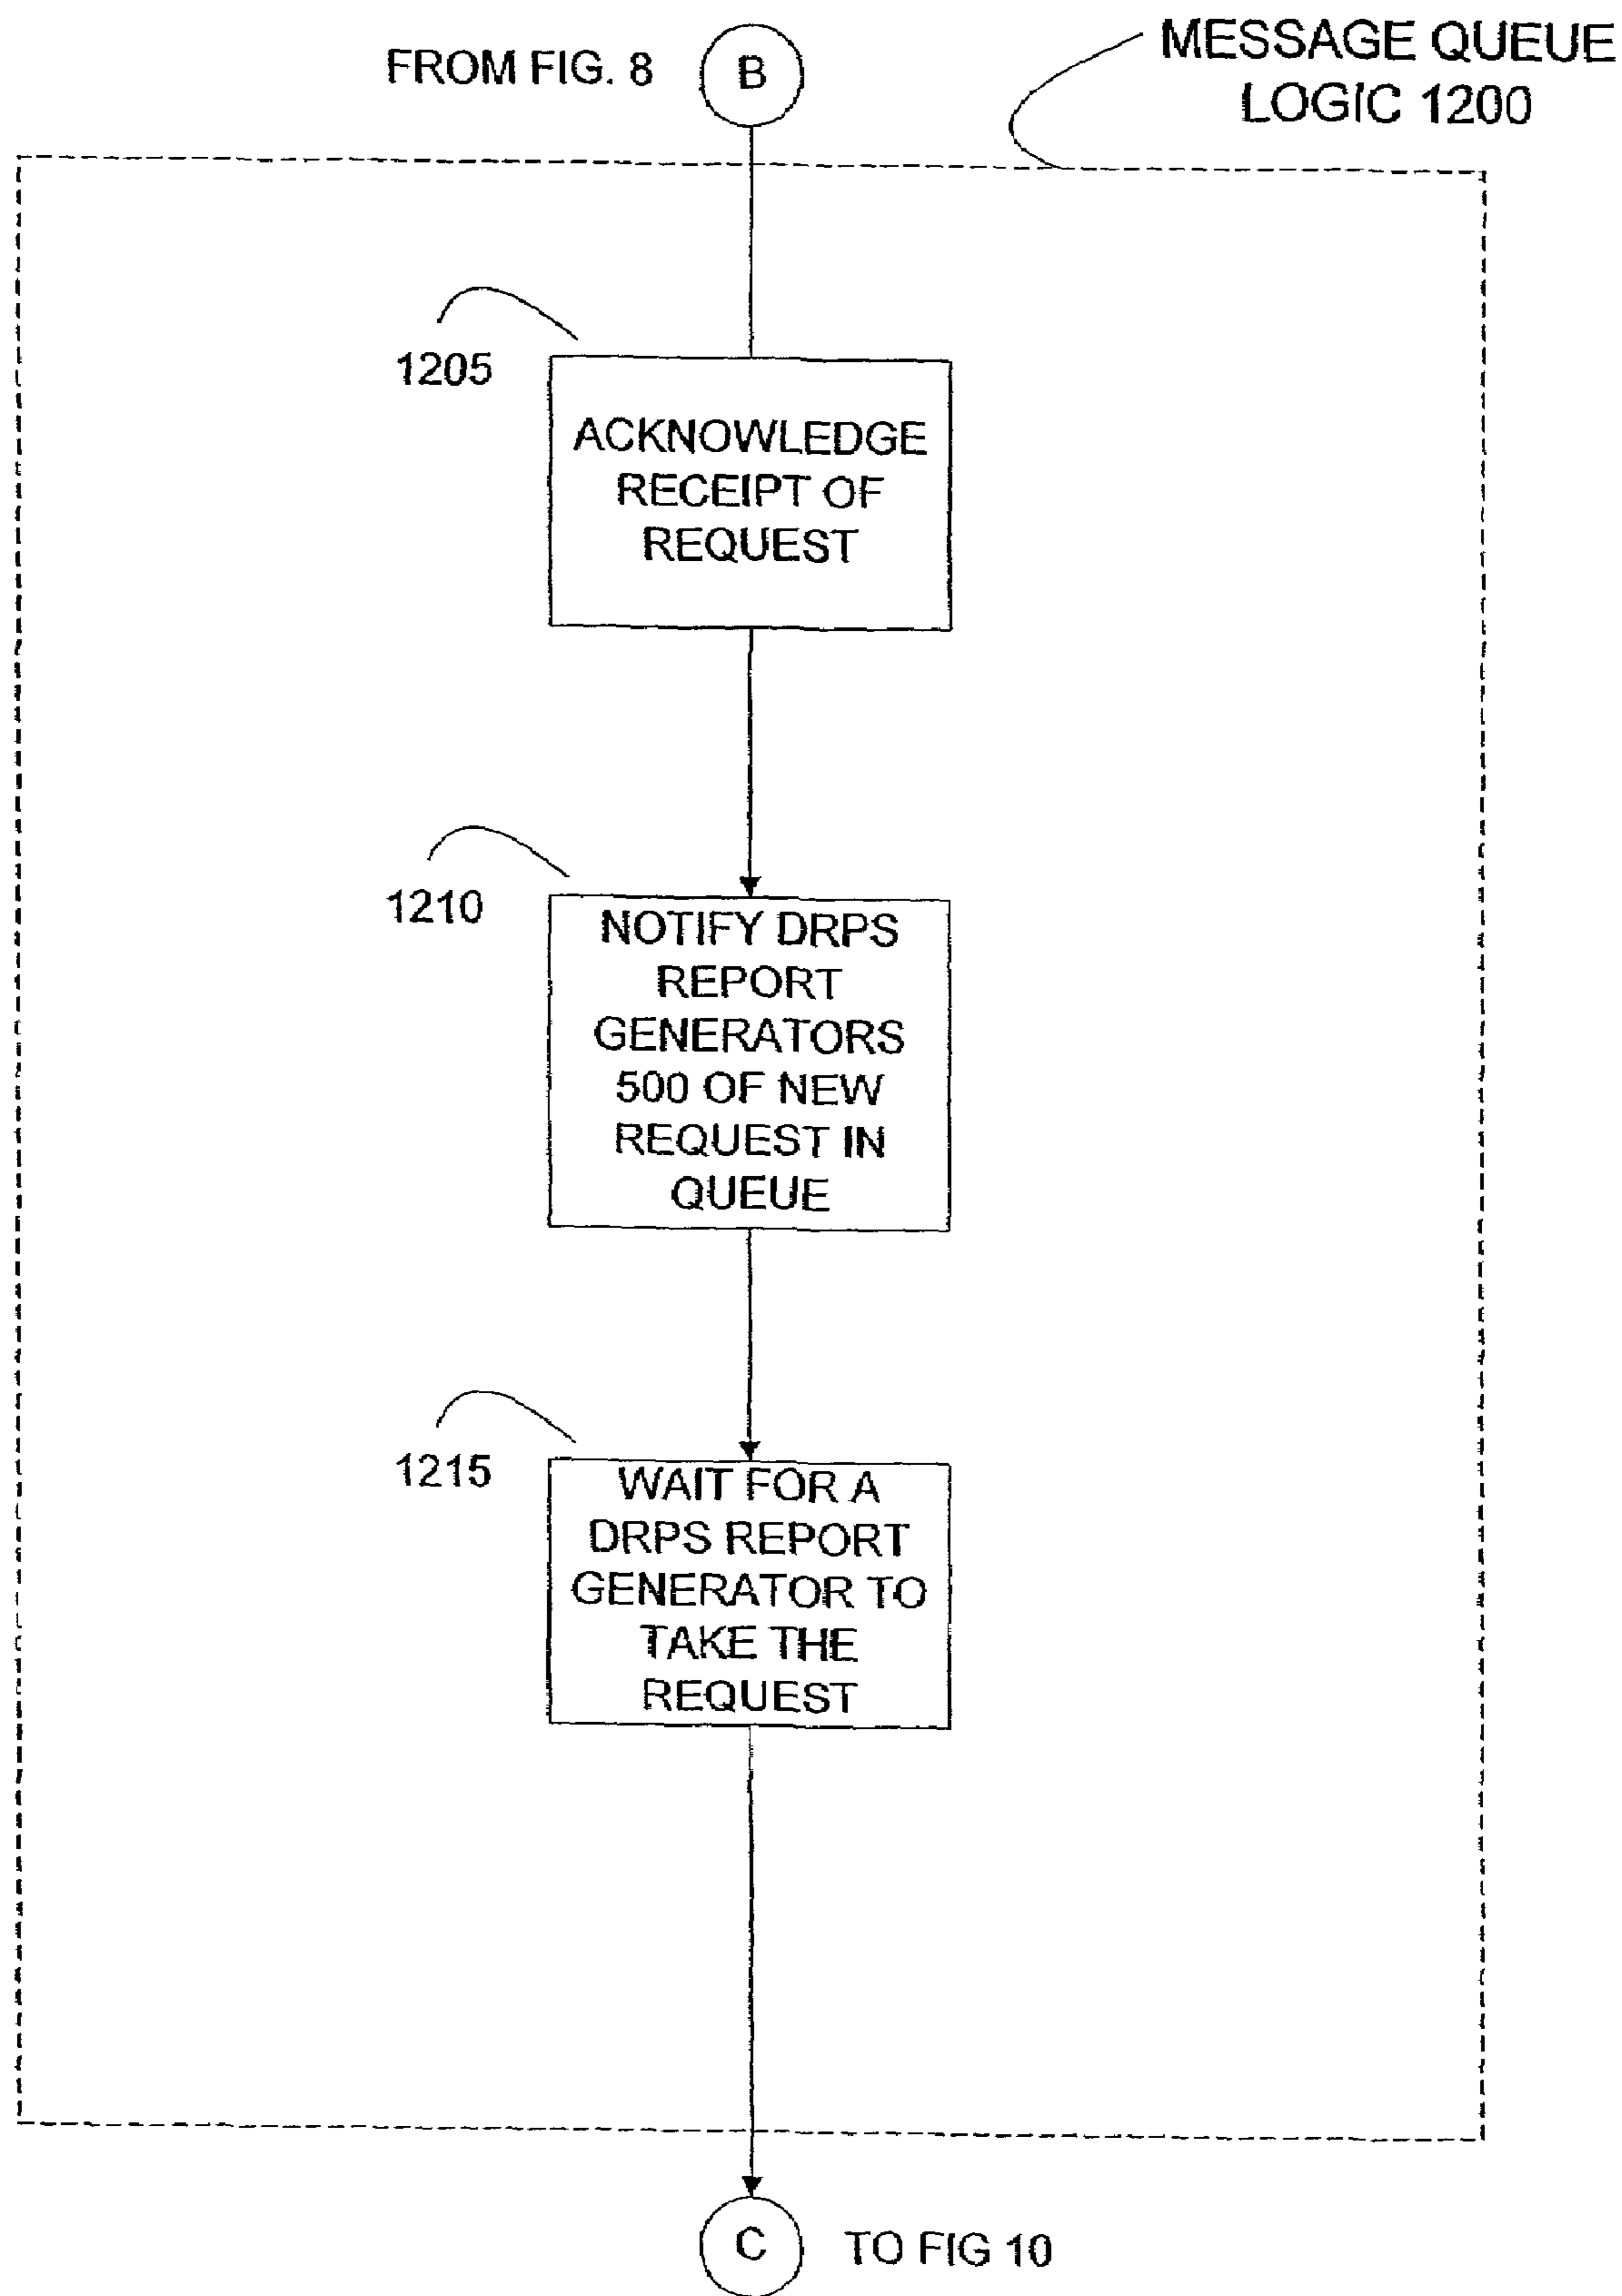 FROM FIG. 8
B
MESSAGE QUEUE
LOGIC 1200
1205
ACKNOWLEDGE
RECEIPT OF
REQUEST
1210
NOTIFY DRPS
REPORT
GENERATORS
500 OF NEW
REQUEST IN
QUEUE
1215
WAIT FOR A
DRPS REPORT
GENERATOR TO
TAKE THE
REQUEST
C
TO FIG 10